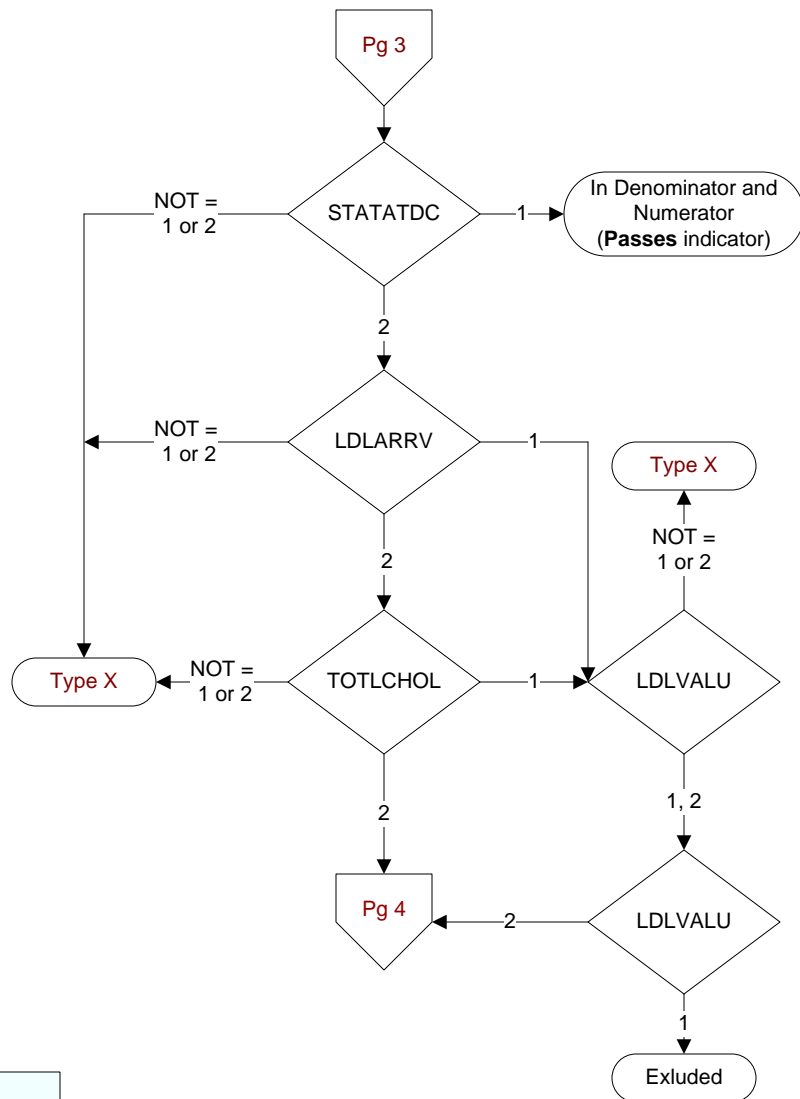 Pg 3
NOT =
1 or 2
STATATDC
1
In Denominator and
Numerator
(Passes indicator)
2
NOT =
1 or 2
LDLARRV
1
Type X
NOT =
1 or 2
2
Type X
NOT =
1 or 2
TOTLCHOL
1
LDLVALU
2
1, 2
Pg 4
2
LDLVALU
1
Exluded